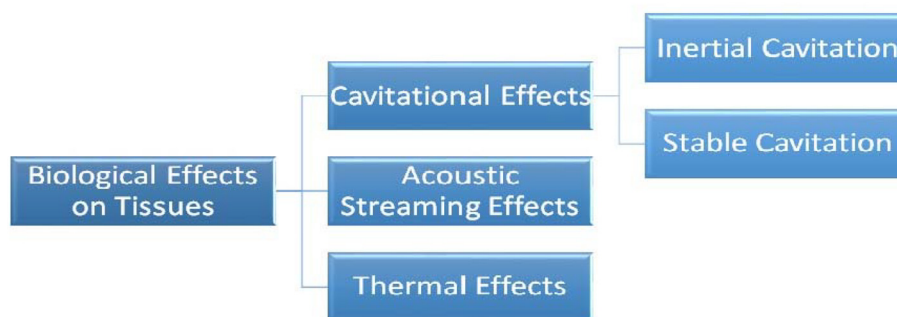 Inertial Cavitation
Cavitational Effects
Stable Cavitation
Biological Effects
on Tissues
Acoustic
Streaming Effects
Thermal Effects